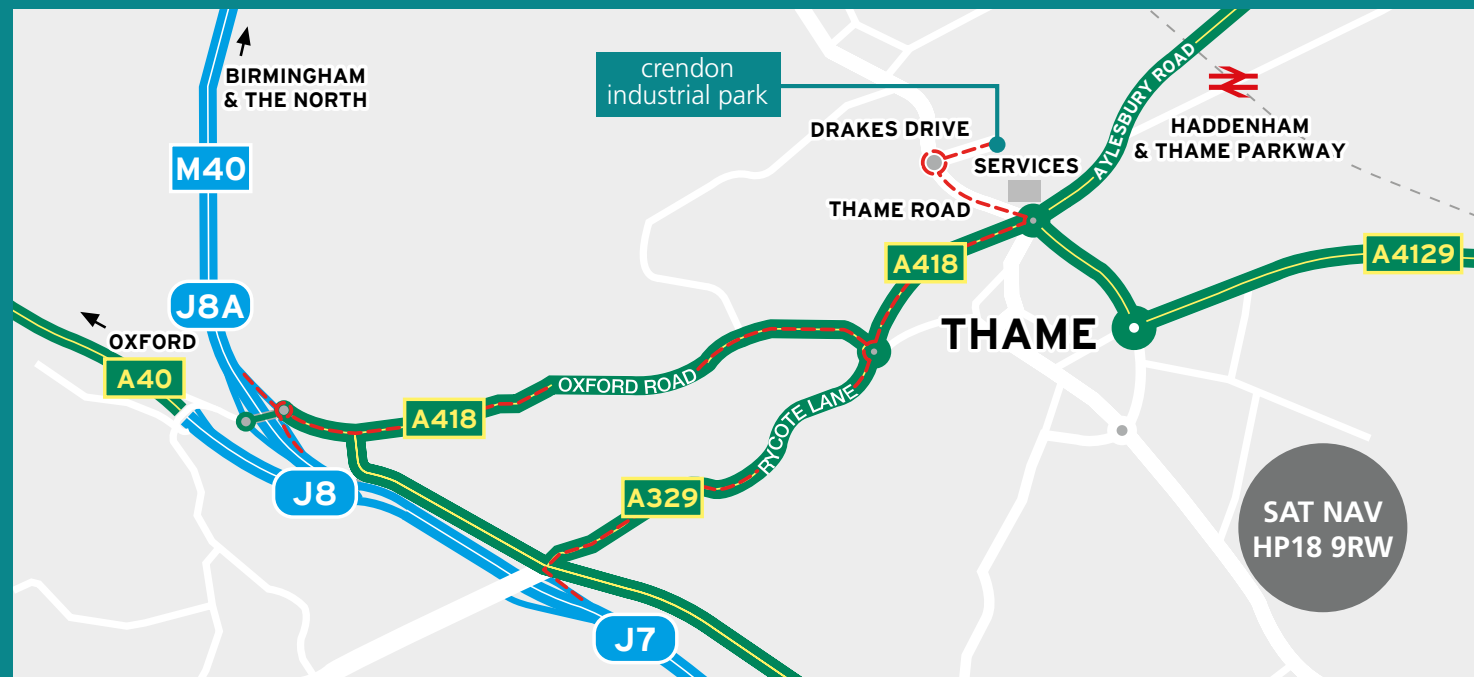 BIRMINGHAM
& THE NORTH
crendon
industrial park
AYLESBURY ROAD
DRAKES DRIVE
HADDENHAM
& THAME PARKWAY
SERVICES
M40
THAME ROAD
A418
A4129
J8A
OXFORD
THAME
A40
OXFORD ROAD
A418
RYCOTE LANE
J8
A329
SAT NAV
HP18 9RW
J7